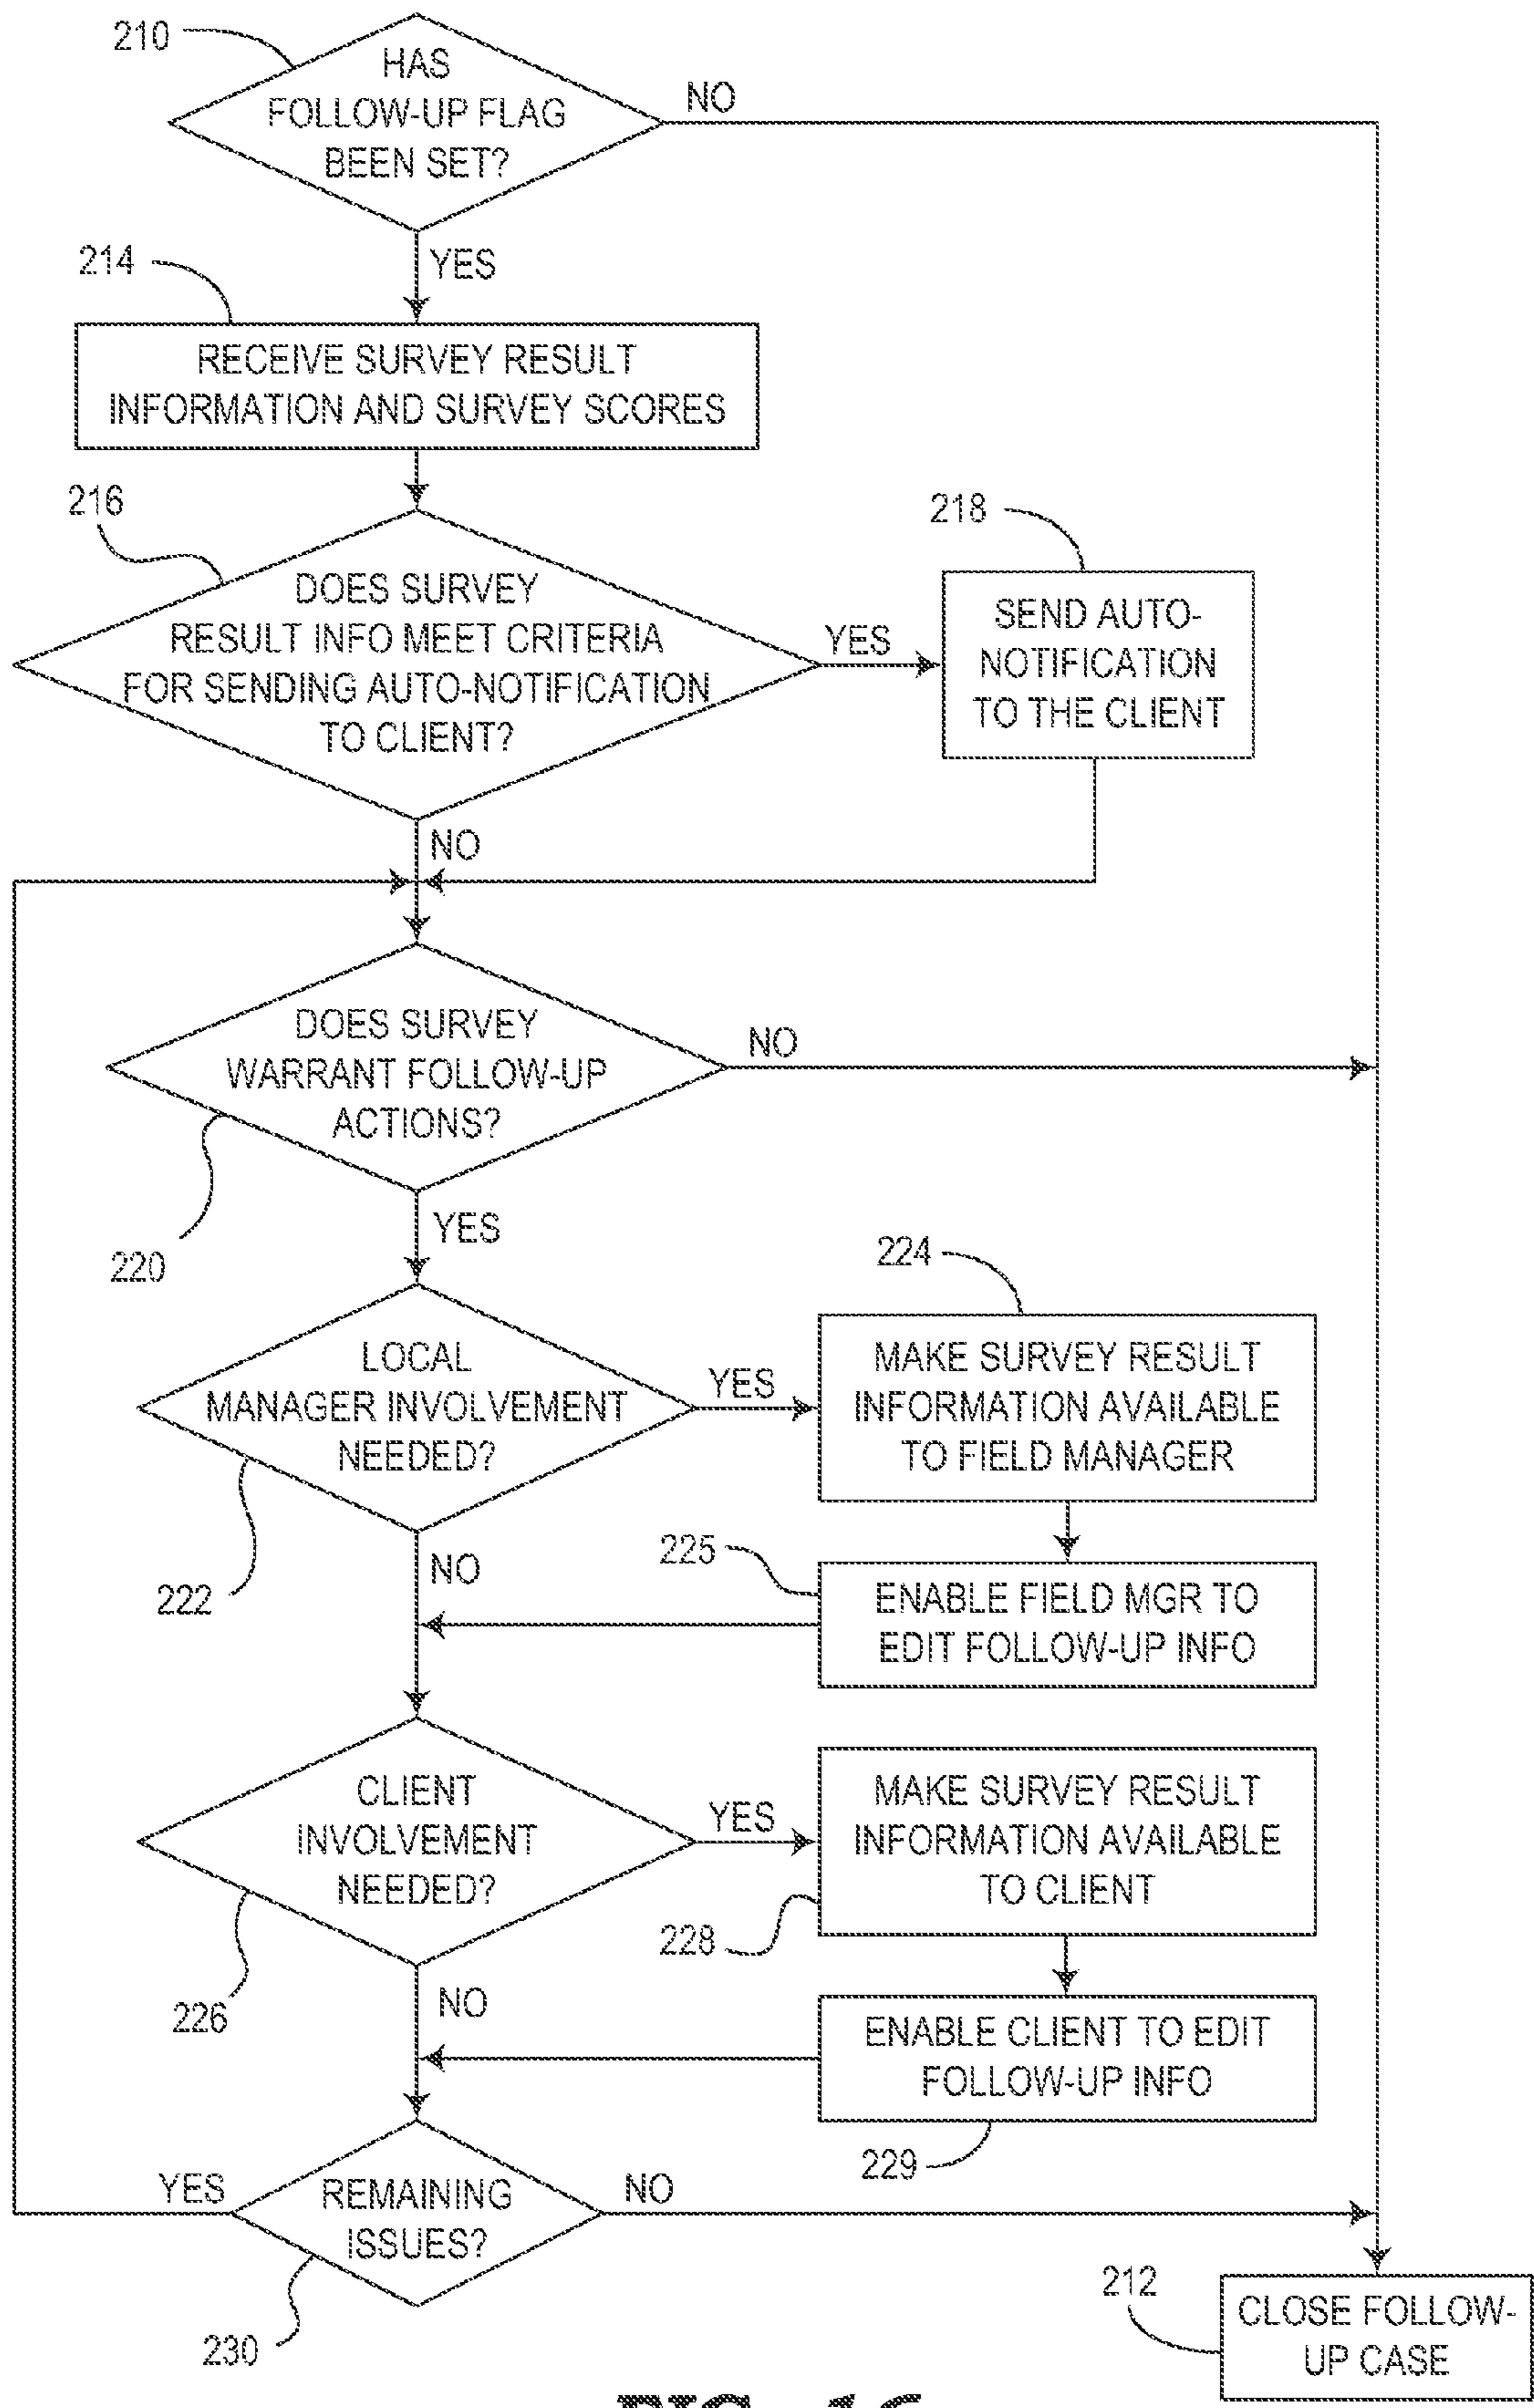 210
HAS
FOLLOW-UP FLAG
BEEN SET?
NO
YES
214
RECEIVE SURVEY RESULT
INFORMATION AND SURVEY SCORES
216
DOES SURVEY
RESULT INFO MEET CRITERIA
FOR SENDING AUTO-NOTIFICATION
TO CLIENT?
YES
218
SEND AUTO-
NOTIFICATION
TO THE CLIENT
NO
DOES SURVEY
WARRANT FOLLOW-UP
ACTIONS?
NO
220
YES
LOCAL
MANAGER INVOLVEMENT
NEEDED?
222
YES
224
MAKE SURVEY RESULT
INFORMATION AVAILABLE
TO FIELD MANAGER
NO
225
ENABLE FIELD MGR TO
EDIT FOLLOW-UP INFO
CLIENT
INVOLVEMENT
NEEDED?
226
YES
MAKE SURVEY RESULT
INFORMATION AVAILABLE
TO CLIENT
228
NO
ENABLE CLIENT TO EDIT
FOLLOW-UP INFO
229
YES
REMAINING
ISSUES?
NO
230
212
CLOSE FOLLOW-
UP CASE